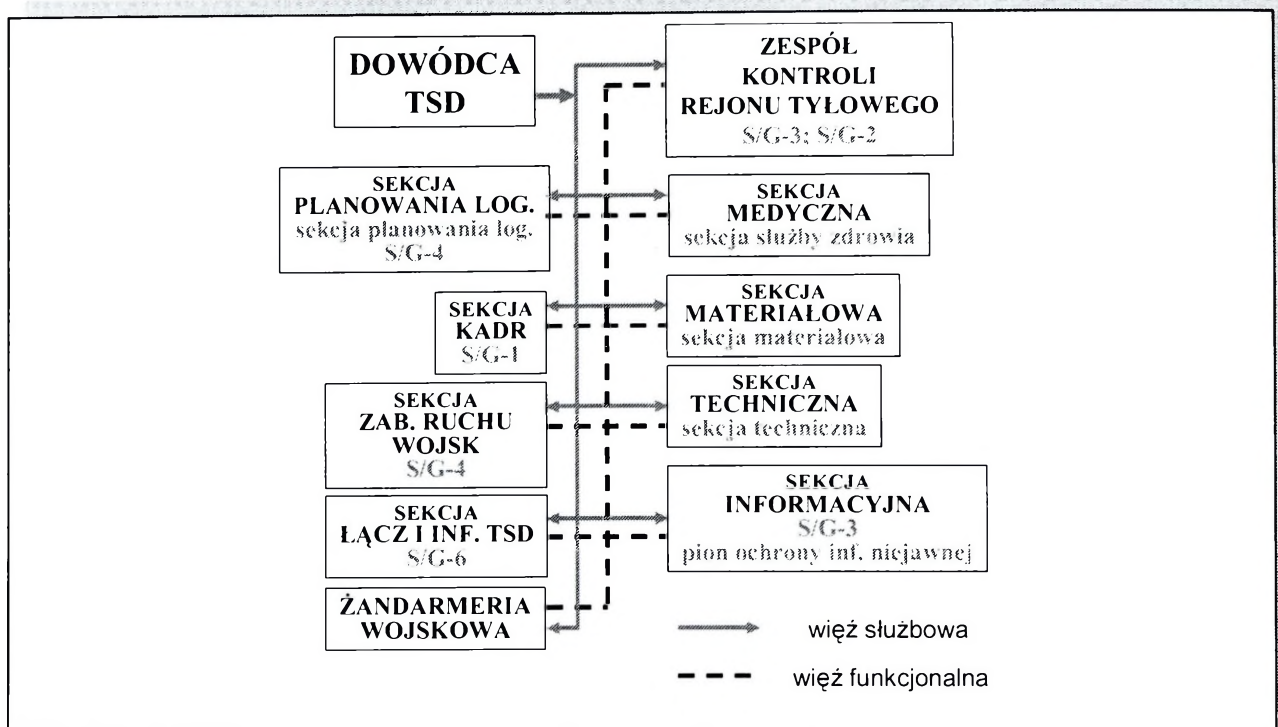 DOWÓDCA
TSD
ZESPÓŁ
KONTROLI
REJONU TYŁOWEGO
S/G-3; S/G-2
SEKCJA
PLANOWANIA LOG.
sekcja planowania log.
S/G-4
SEKCJA
MEDYCZNA
sekcja służby zdrowia
SEKCJA
KADR
S/G-1
SEKCJA
MATERIAŁOWA
sekcja materiałowa
SEKCJA
ZAB. RUCHU
WOJSK
S/G-4
SEKCJA
TECHNICZNA
sekcja techniczna
SEKCJA
ŁĄCZ I INF. TSD
S/G-6
SEKCJA
INFORMACYJNA
S/G-3
pion ochrony inf. niejawnej
ŻANDARMERIA
WOJSKOWA
więź służbowa
więź funkcjonalna